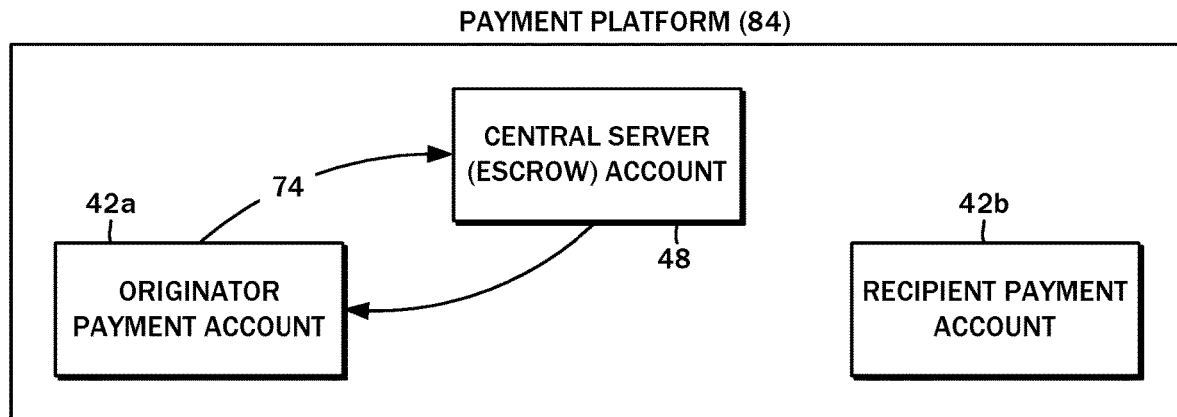 PAYMENT PLATFORM (84)
CENTRAL SERVER
(ESCROW) ACCOUNT
74
42a
42b
48
ORIGINATOR
PAYMENT ACCOUNT
RECIPIENT PAYMENT
ACCOUNT